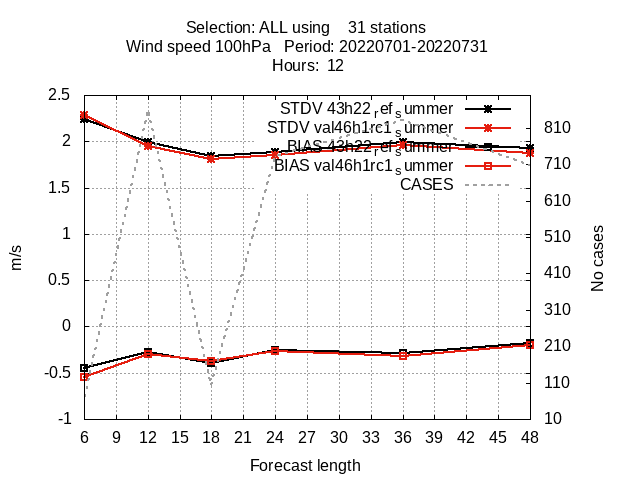 Selection: ALL using 31 stations
Wind speed 100hPa Period: 20220701-20220731
Hours: 12
STDV 43h22_ref_summer
STDV val46h1rc1_summer
BIAS 43h22_ref_summer
BIAS val46h1rc1_summer
CASES
2.5
2
1.5
1
0.5
0
-0.5
-1
m/s
810
710
610
510
410
310
210
110
10
No cases
6 9 12 15 18 21 24 27 30 33 36 39 42 45 48
Forecast length